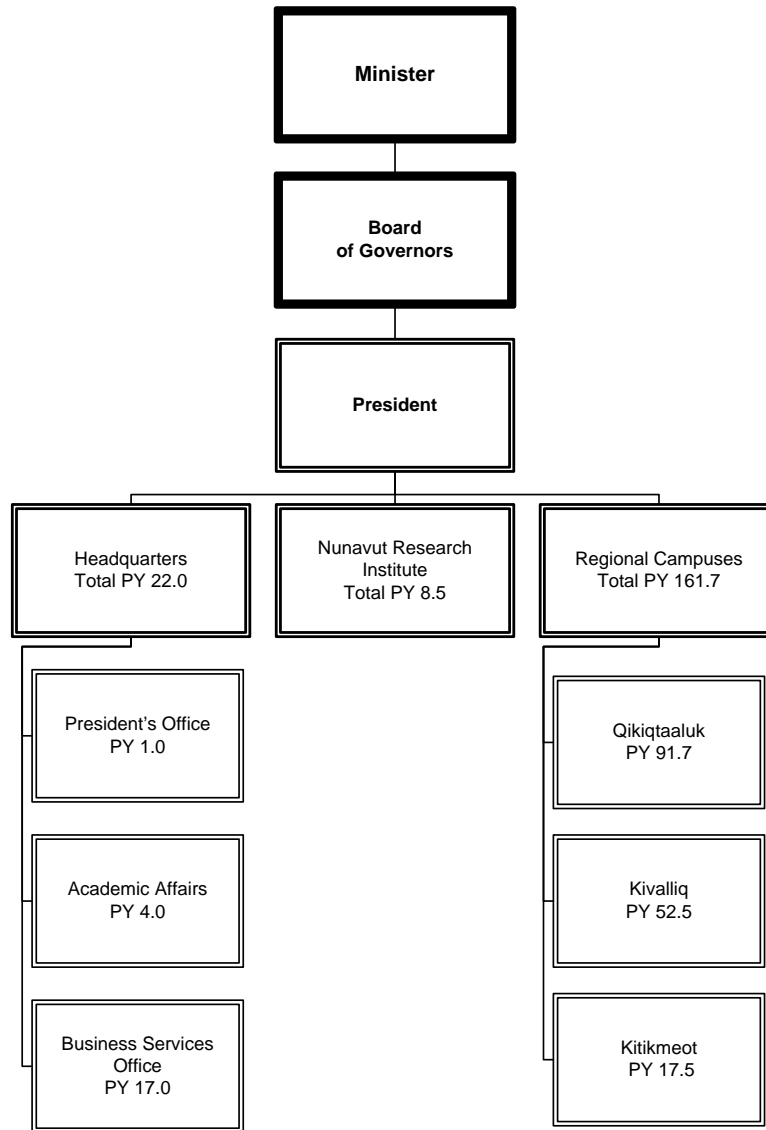 Minister
Board
of Governors
President
Headquarters
Total PY 22.0
Nunavut Research
Institute
Total PY 8.5
Regional Campuses
Total PY 161.7
President’s Office
PY 1.0
Academic Affairs
PY 4.0
Business Services
Office
PY 17.0
Qikiqtaaluk
PY 91.7
Kivalliq
PY 52.5
Kitikmeot
PY 17.5